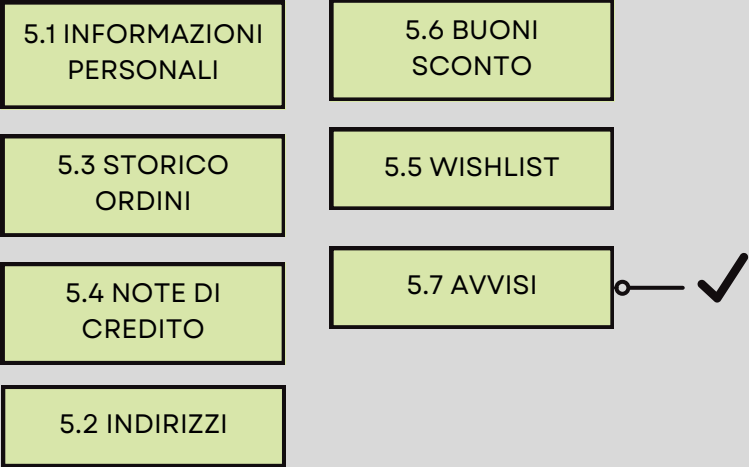 5.1 INFORMAZIONI
PERSONALI
5.3 STORICO
ORDINI
5.4 NOTE DI
CREDITO
5.2 INDIRIZZI
5.6 BUONI
SCONTO
5.5 WISHLIST
5.7 AVVISI